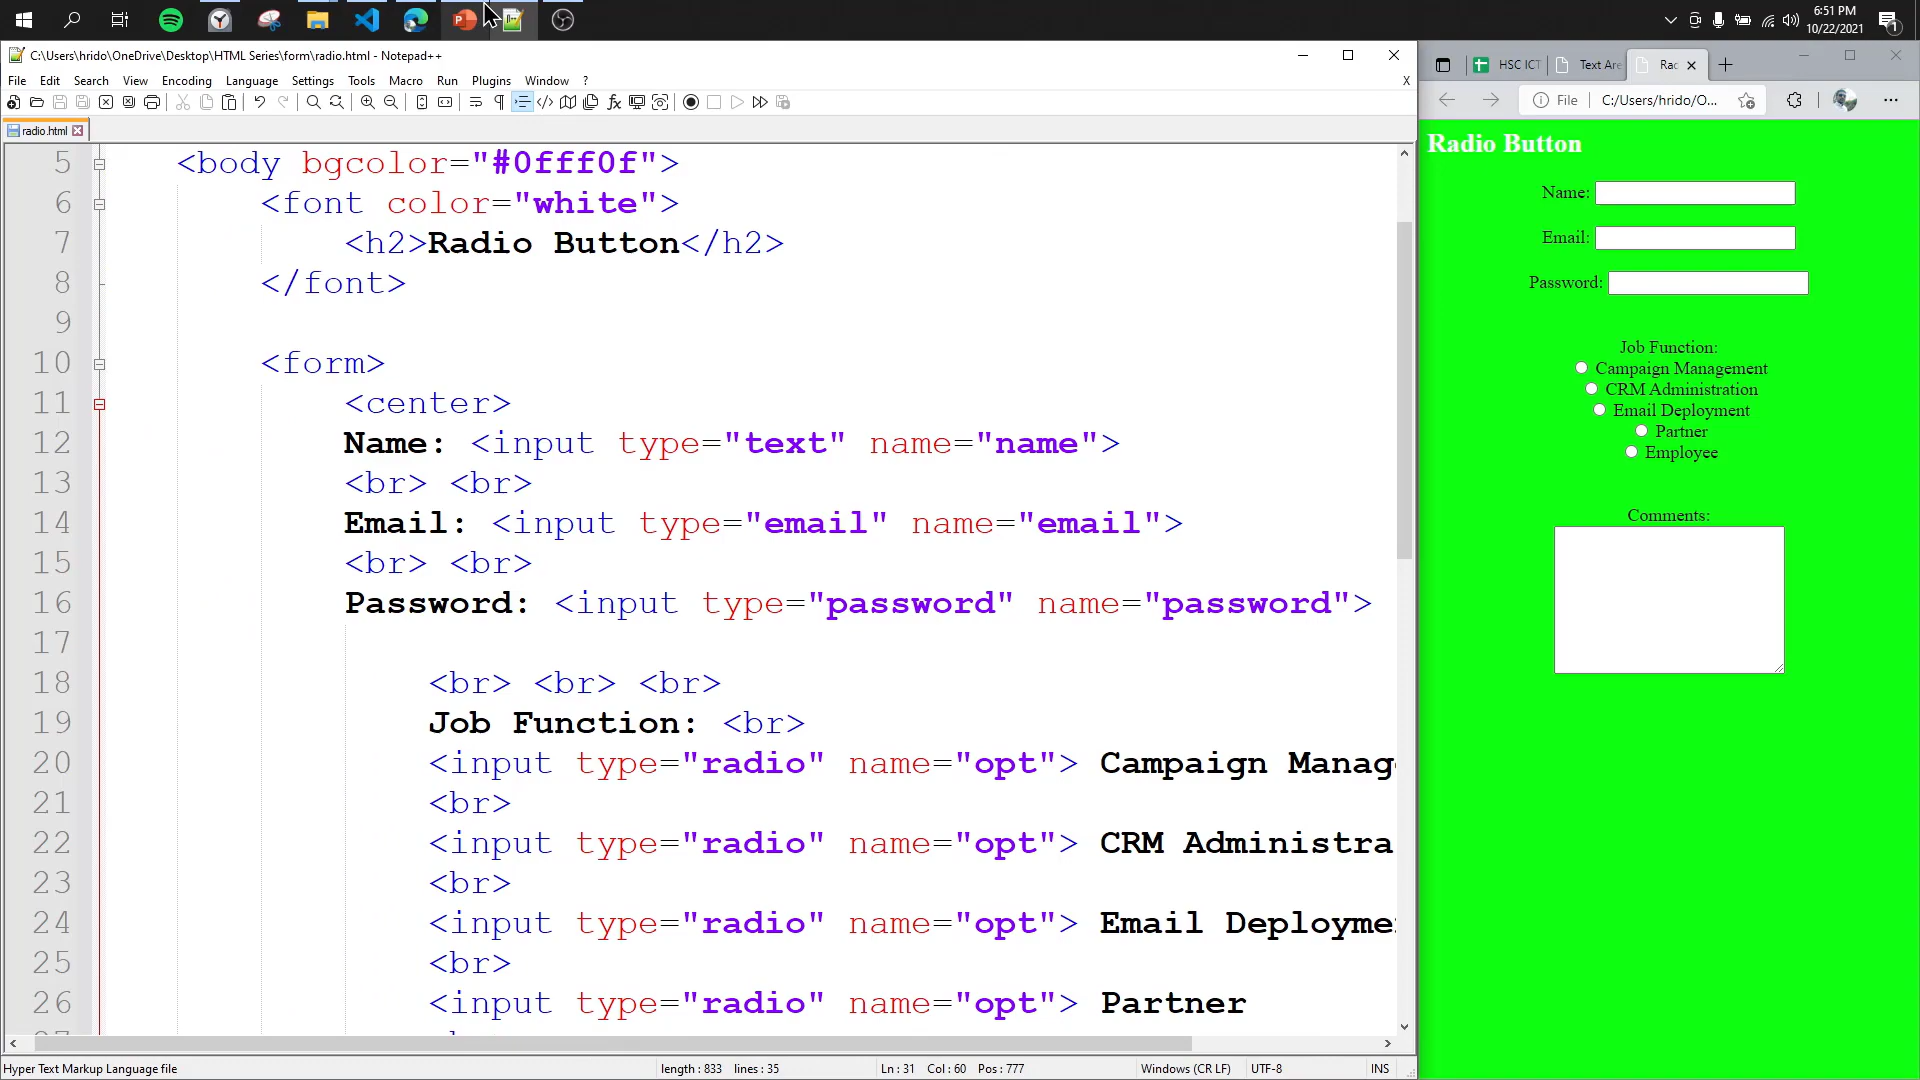 6:51 PM
10/22/2021
1
C:\Users\hrido\OneDrive\Desktop\HTML Series\form\radio.html - Notepad++
File Edit Search View Encoding Language Settings Tools Macro Run Plugins Window ?
X
radio.html
5 <body bgcolor="#0fff0f">
6 <font color="white">
7 <h2>Radio Button</h2>
8 </font>
9
10 <form>
11 <center>
12 Name: <input type="text" name="name">
13 <br> <br>
14 Email: <input type="email" name="email">
15 <br> <br>
16 Password: <input type="password" name="password">
17
18 <br> <br> <br>
19 Job Function: <br>
20 <input type="radio" name="opt"> Campaign Manag
21 <br>
22 <input type="radio" name="opt"> CRM Administra
23 <br>
24 <input type="radio" name="opt"> Email Deployme
25 <br>
26 <input type="radio" name="opt"> Partner
Hyper Text Markup Language file length : 833 lines : 35 Ln : 31 Col : 60 Pos : 777 Windows (CR LF) UTF-8 INS
HSC ICT Text Are Rac
File C:/Users/hrido/O...
Radio Button
Name:
Email:
Password:
Job Function:
Campaign Management
CRM Administration
Email Deployment
Partner
Employee
Comments: